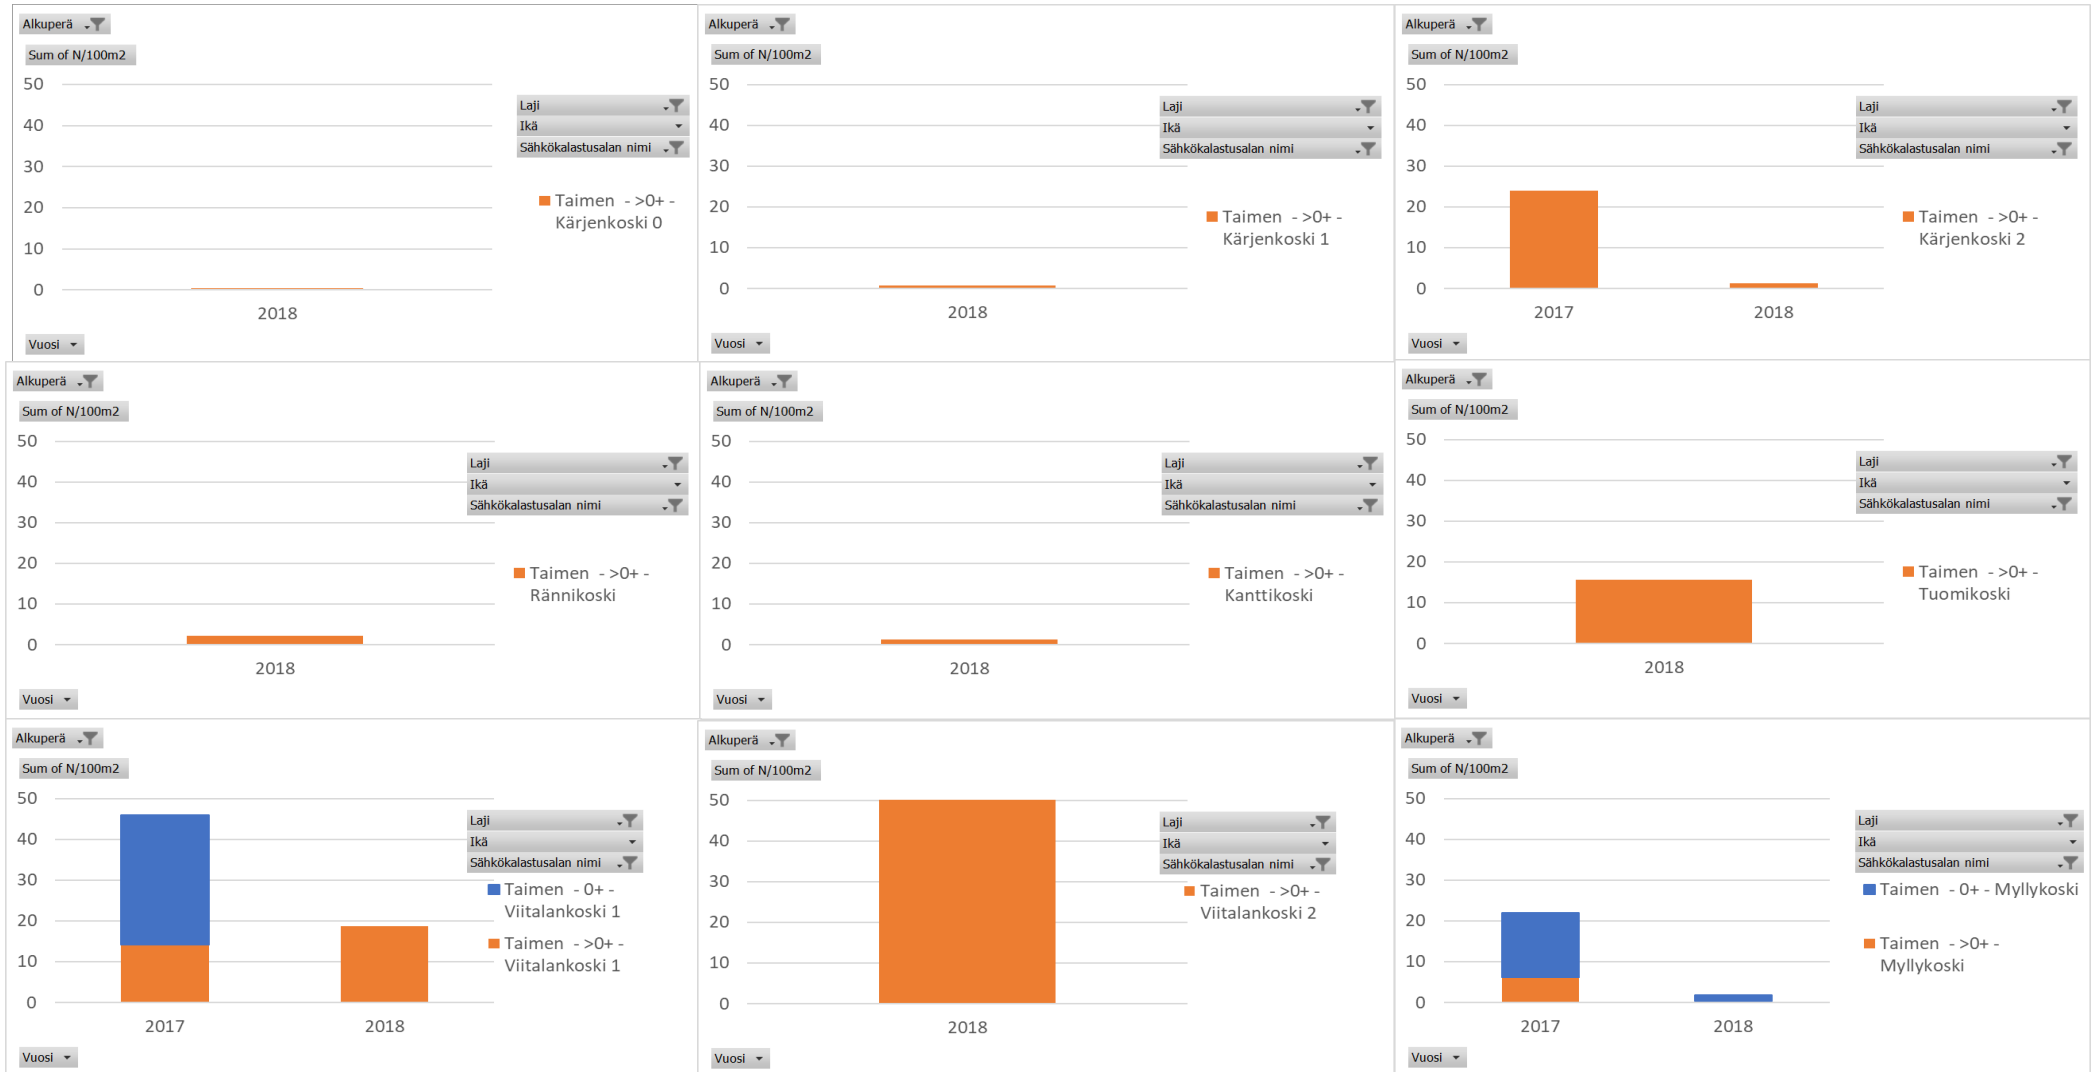 Alkuperä
Sum of N/100m2
50
40
30
20
10
0
2018
Laji
Ikä
Sähkökalastusalan nimi
Taimen - >0+ -
Kärjenkoski 0
Vuosi
Alkuperä
Sum of N/100m2
50
40
30
20
10
0
2018
Laji
Ikä
Sähkökalastusalan nimi
Taimen - >0+ -
Kärjenkoski 1
Vuosi
Alkuperä
Sum of N/100m2
50
40
30
20
10
0
2017 2018
Laji
Ikä
Sähkökalastusalan nimi
Taimen - >0+ -
Kärjenkoski 2
Vuosi
Alkuperä
Sum of N/100m2
50
40
30
20
10
0
2018
Laji
Ikä
Sähkökalastusalan nimi
Taimen - >0+ -
Rännikoski
Vuosi
Alkuperä
Sum of N/100m2
50
40
30
20
10
0
2018
Laji
Ikä
Sähkökalastusalan nimi
Taimen - >0+ -
Kanttikoski
Vuosi
Alkuperä
Sum of N/100m2
50
40
30
20
10
0
2018
Laji
Ikä
Sähkökalastusalan nimi
Taimen - >0+ -
Tuomikoski
Vuosi
Alkuperä
Sum of N/100m2
50
40
30
20
10
0
2017 2018
Laji
Ikä
Sähkökalastusalan nimi
Taimen - 0+ -
Viitalankoski 1
Taimen - >0+ -
Viitalankoski 1
Vuosi
Alkuperä
Sum of N/100m2
50
40
30
20
10
0
2018
Laji
Ikä
Sähkökalastusalan nimi
Taimen - >0+ -
Viitalankoski 2
Vuosi
Alkuperä
Sum of N/100m2
50
40
30
20
10
0
2017 2018
Laji
Ikä
Sähkökalastusalan nimi
Taimen - 0+ - Myllykoski
Taimen - >0+ -
Myllykoski
Vuosi